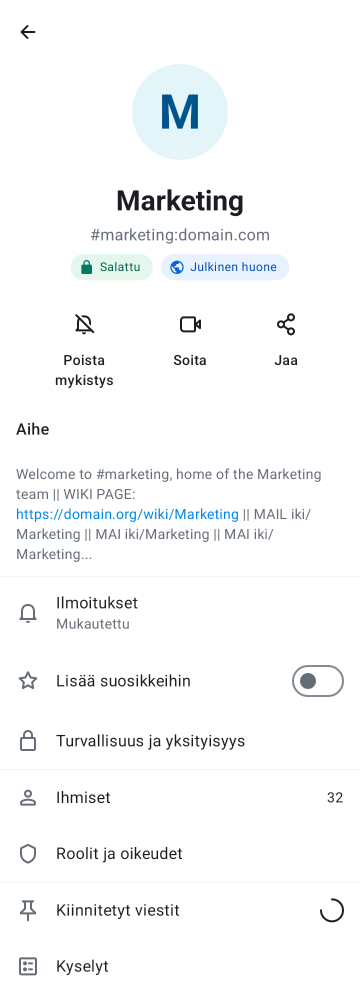 M
Marketing
#marketing:domain.com
Salattu Julkinen huone
Poista mykistys
Soita
Jaa
Aihe
Welcome to #marketing, home of the Marketing
team || WIKI PAGE:
https://domain.org/wiki/Marketing || MAIL iki/
Marketing || MAI iki/Marketing || MAI iki/
Marketing...
Ilmoitukset
Mukautettu
Lisää suosikkeihin
Turvallisuus ja yksityisyys
Ihmiset 32
Roolit ja oikeudet
Kiinnitetyt viestit
Kyselyt